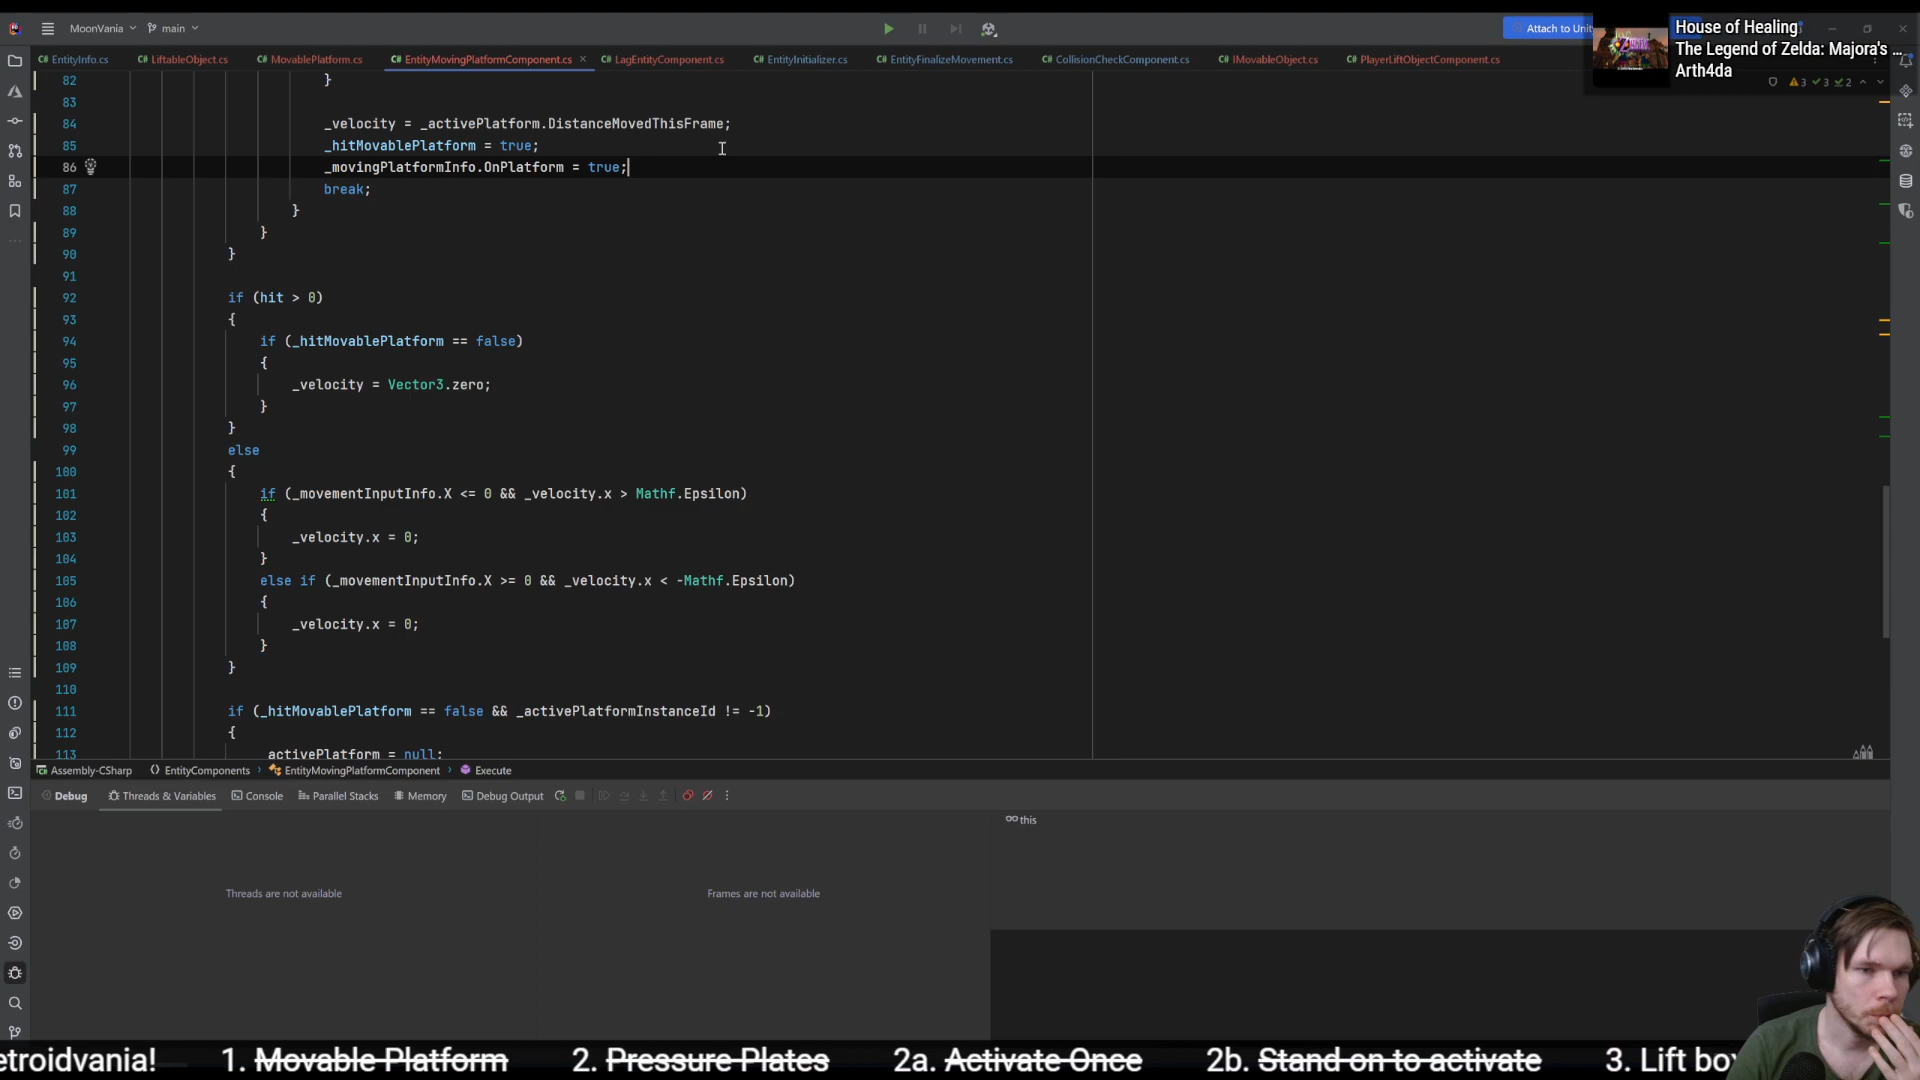 MoonVania
main
Attach to Unity
House of Healing
The Legend of Zelda: Majora's ...
Arth4da
EntityInfo.cs
LiftableObject.cs
MovablePlatform.cs
EntityMovingPlatformComponent.cs
LagEntityComponent.cs
EntityInitializer.cs
EntityFinalizeMovement.cs
CollisionCheckComponent.cs
IMovableObject.cs
PlayerLiftObjectComponent.cs
3 3 2
82 }
83
84 _velocity = _activePlatform.DistanceMovedThisFrame;
85 _hitMovablePlatform = true;
86 _movingPlatformInfo.OnPlatform = true;
87 break;
88 }
89 }
90 }
91
92 if (hit > 0)
93 {
94 if (_hitMovablePlatform == false)
95 {
96 _velocity = Vector3.zero;
97 }
98 }
99 else
100 {
101 if (_movementInputInfo.X <= 0 && _velocity.x > Mathf.Epsilon)
102 {
103 _velocity.x = 0;
104 }
105 else if (_movementInputInfo.X >= 0 && _velocity.x < -Mathf.Epsilon)
106 {
107 _velocity.x = 0;
108 }
109 }
110
111 if (_hitMovablePlatform == false && _activePlatformInstanceId != -1)
112 {
113 _activePlatform = null;
Assembly-CSharp
EntityComponents
EntityMovingPlatformComponent
Execute
Debug
Threads & Variables
Console
Parallel Stacks
Memory
Debug Output
this
Threads are not available
Frames are not available
etroidvania!
1. Movable Platform
2. Pressure Plates
2a. Activate Once
2b. Stand on to activate
3. Lift bo